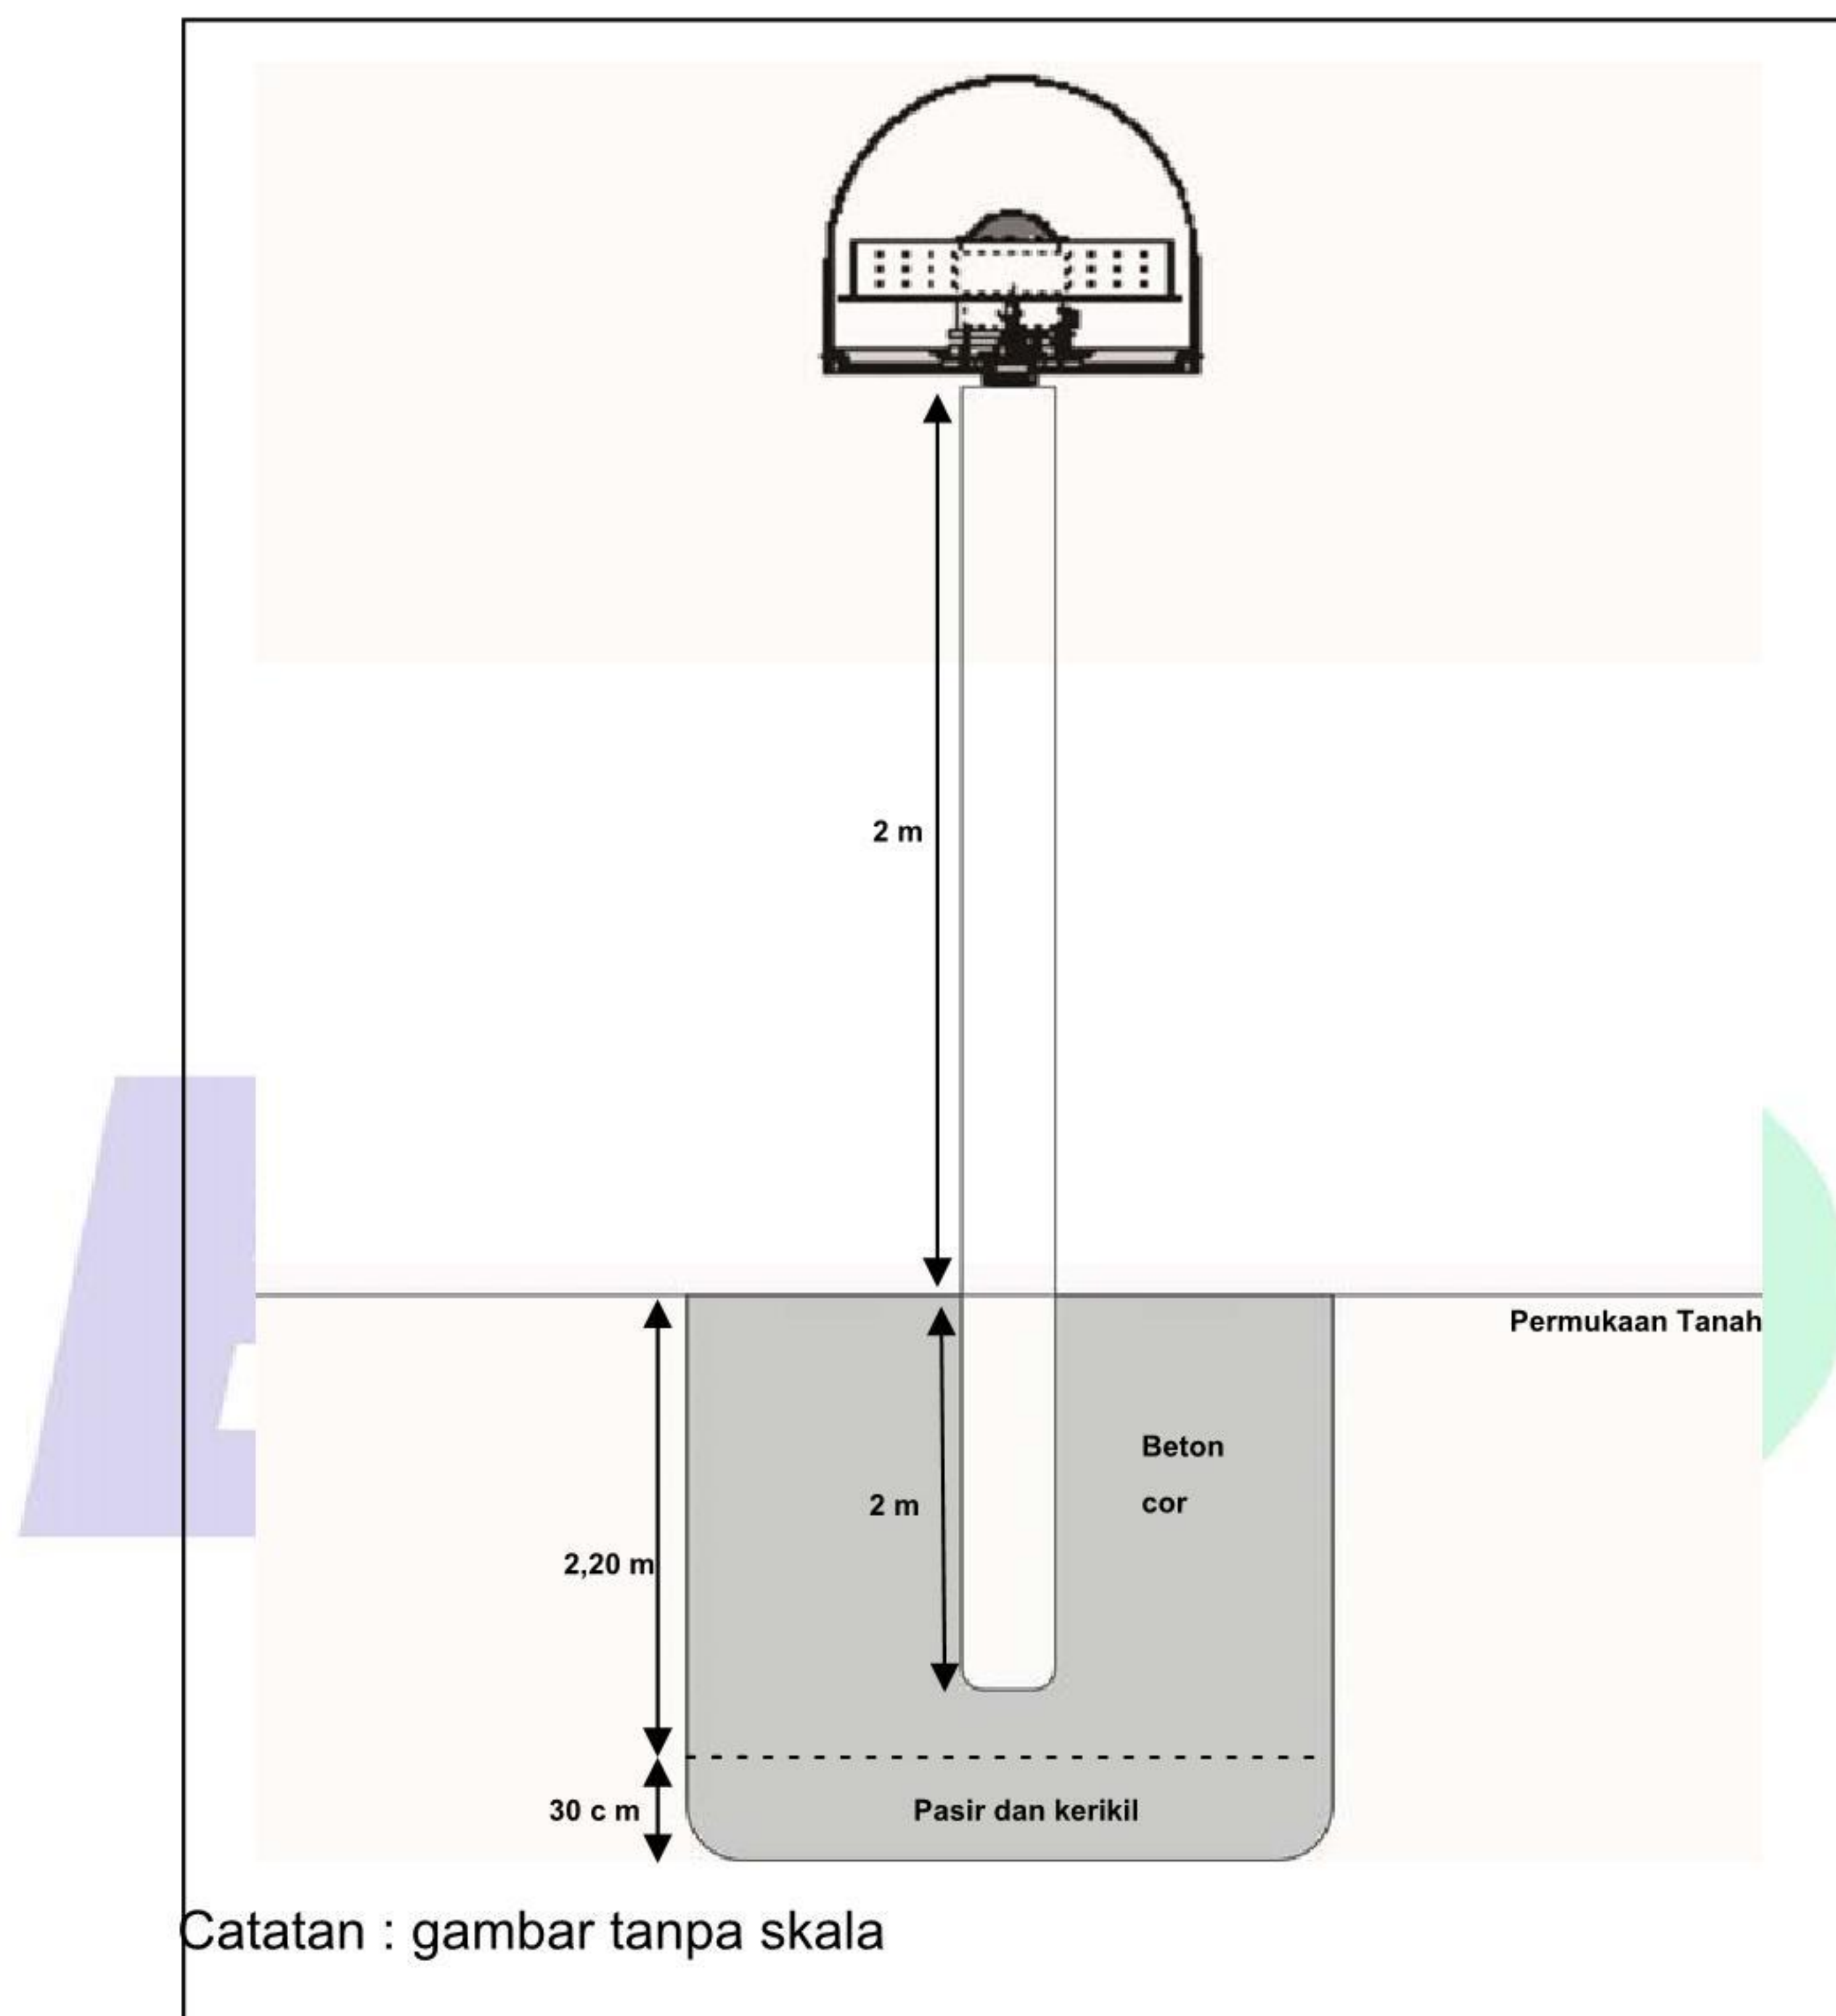 2 m
Permukaan Tanah
Beton
cor
2 m
2,20 m
30 c m
Pasir dan kerikil
Catatan : gambar tanpa skala